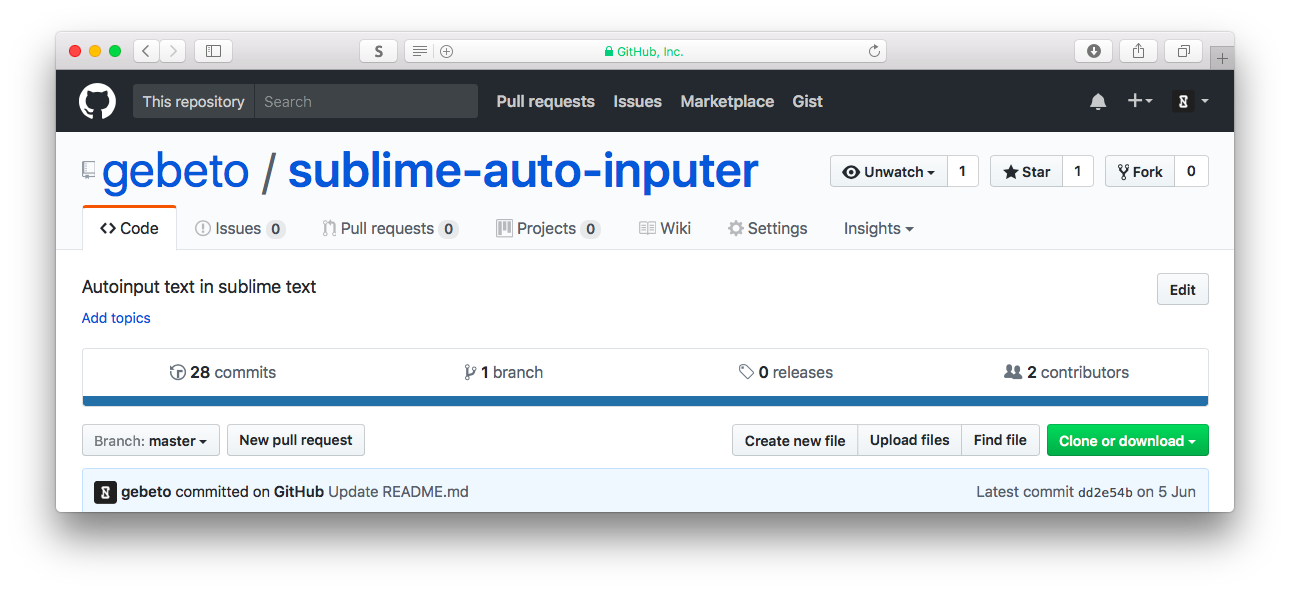 S GitHub, Inc.
This repository Search Pull requests Issues Marketplace Gist
gebeto / sublime-auto-inputer Unwatch 1 Star 1 Fork 0
Code Issues 0 Pull requests 0 Projects 0 Wiki Settings Insights
Autoinput text in sublime text Edit
Add topics
28 commits 1 branch 0 releases 2 contributors
Branch: master New pull request Create new file Upload files Find file Clone or download
gebeto committed on GitHub Update README.md Latest commit dd2e54b on 5 Jun